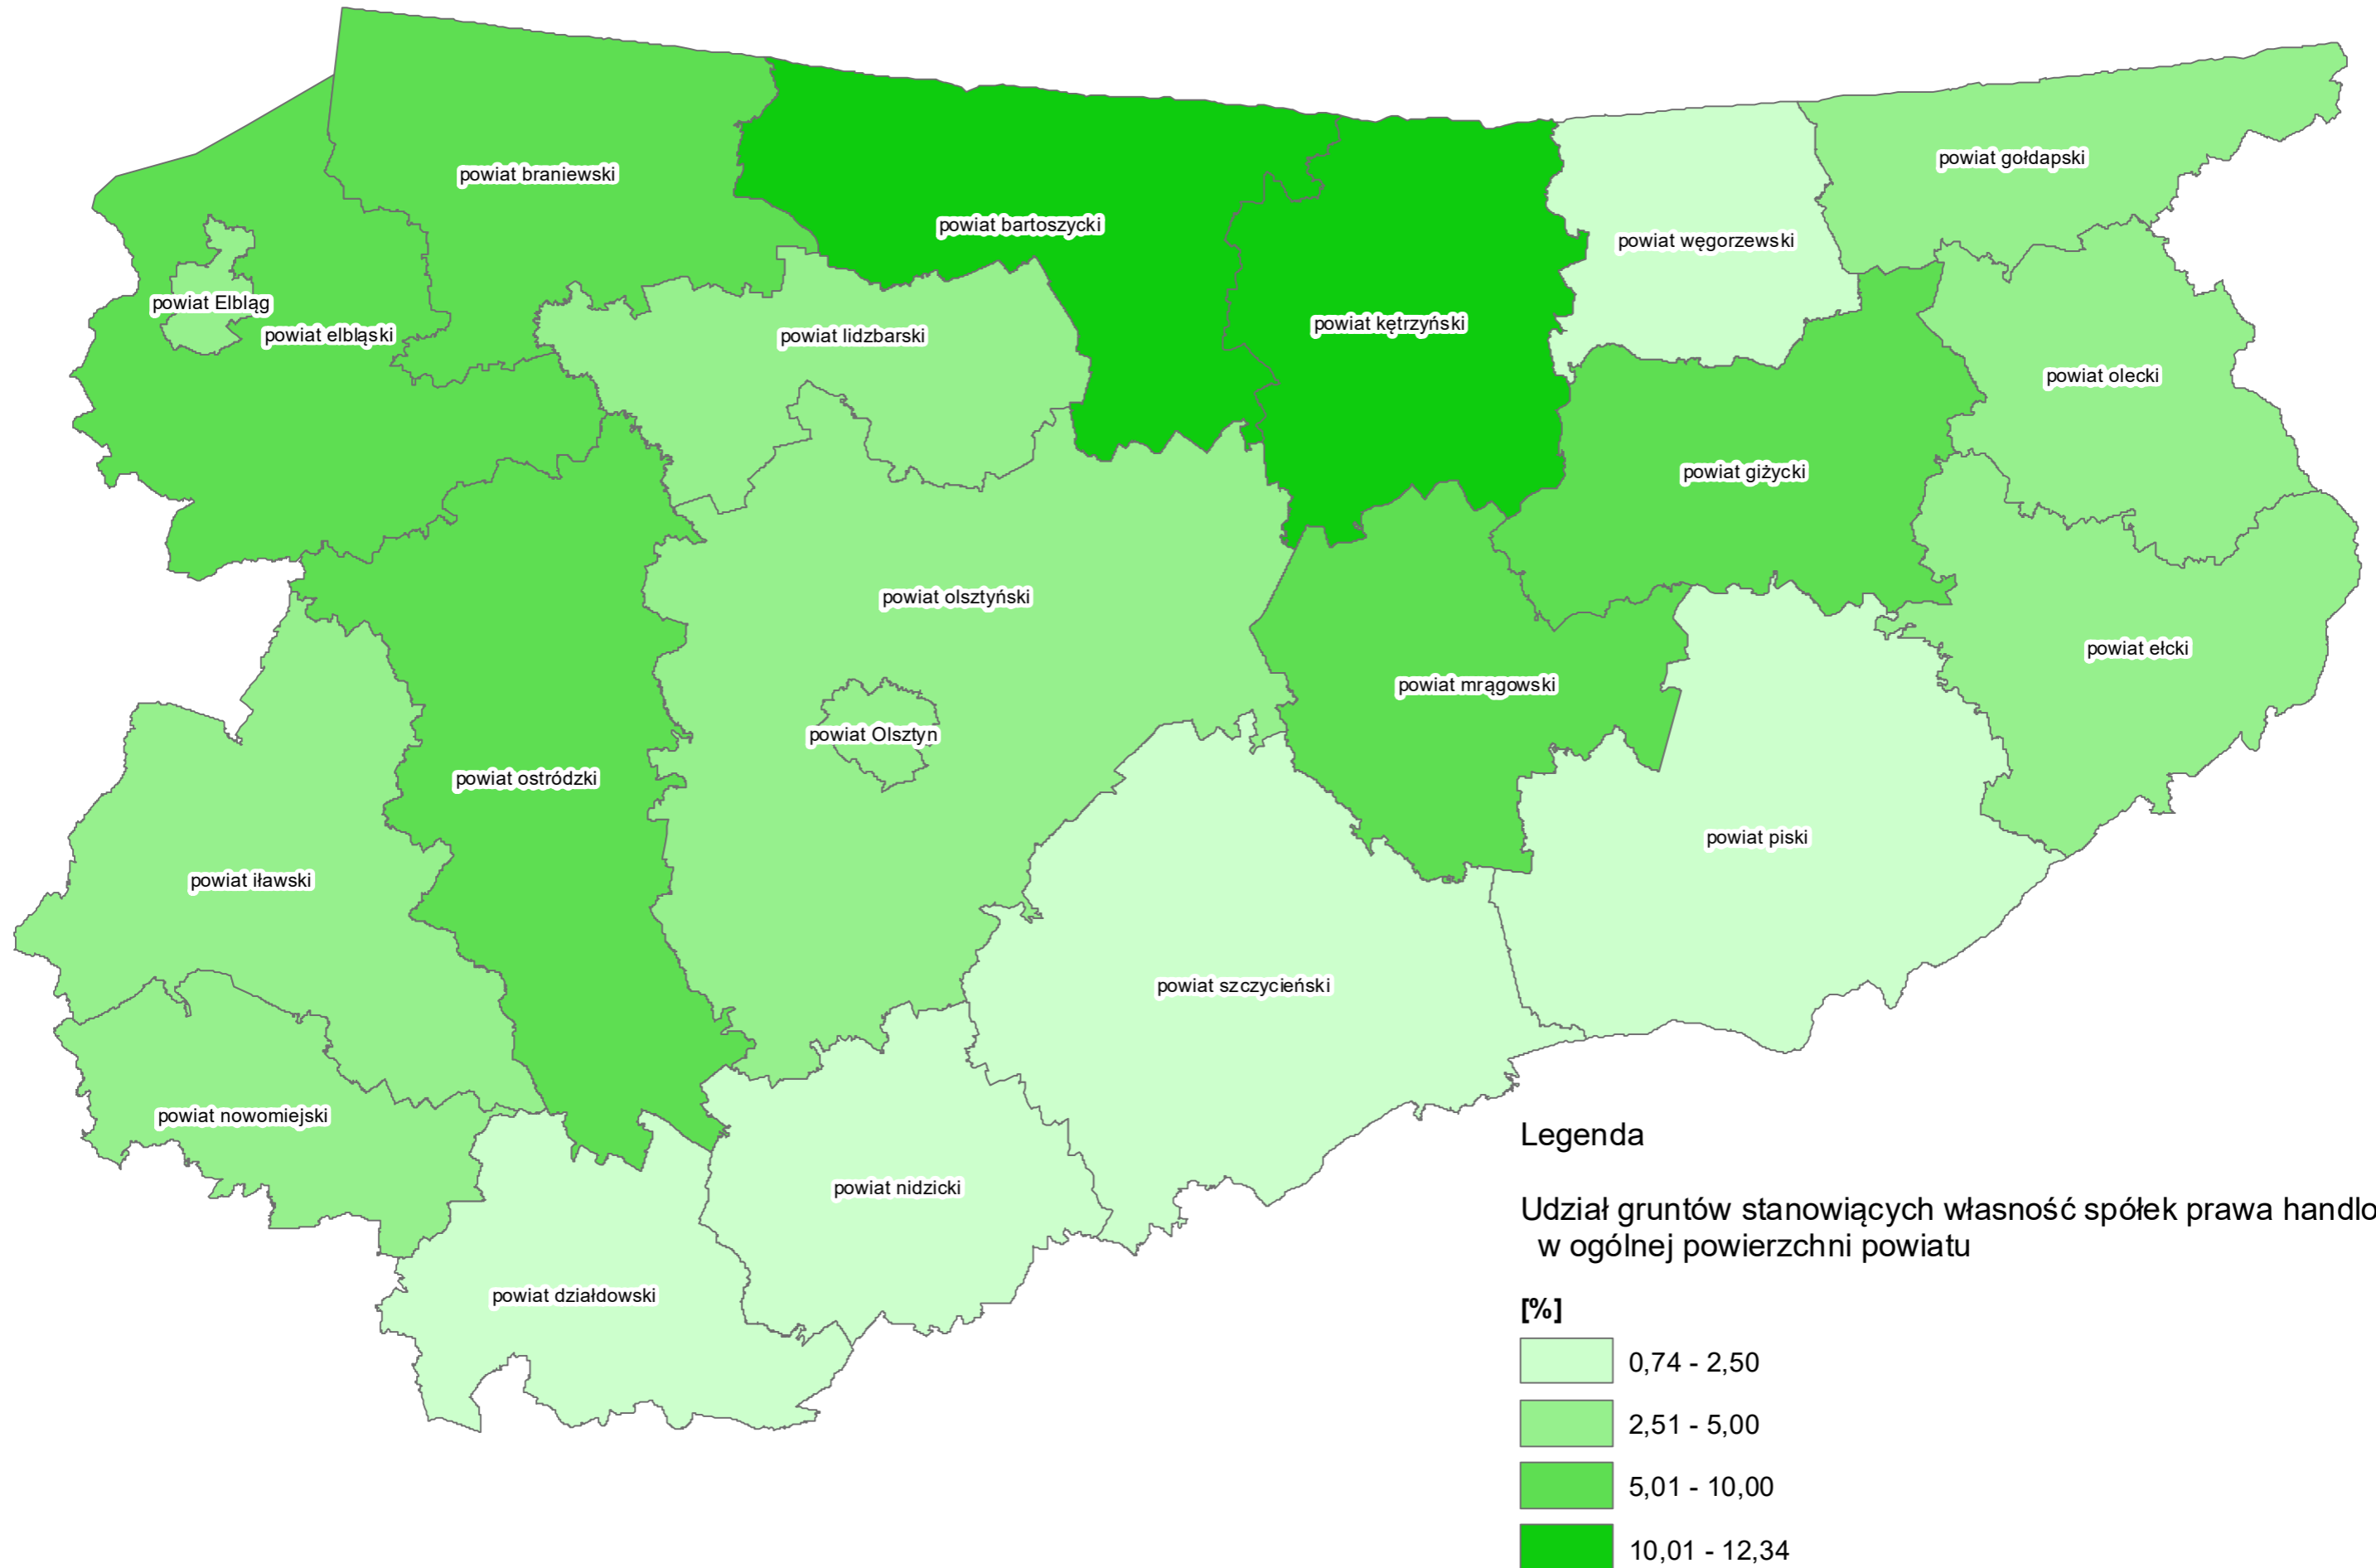 powiat gołdapski
powiat braniewski
powiat bartoszycki
powiat węgorzewski
powiat Elbląg
powiat elbląski
powiat lidzbarski
powiat kętrzyński
powiat olecki
powiat giżycki
powiat olsztyński
powiat ełcki
powiat mrągowski
powiat Olsztyn
powiat ostródzki
powiat piski
powiat iławski
powiat szczycieński
powiat nowomiejski
powiat nidzicki
powiat działdowski
Legenda
Udział gruntów stanowiących własność spółek prawa handlo
w ogólnej powierzchni powiatu
[%]
0,74 - 2,50
2,51 - 5,00
5,01 - 10,00
10,01 - 12,34